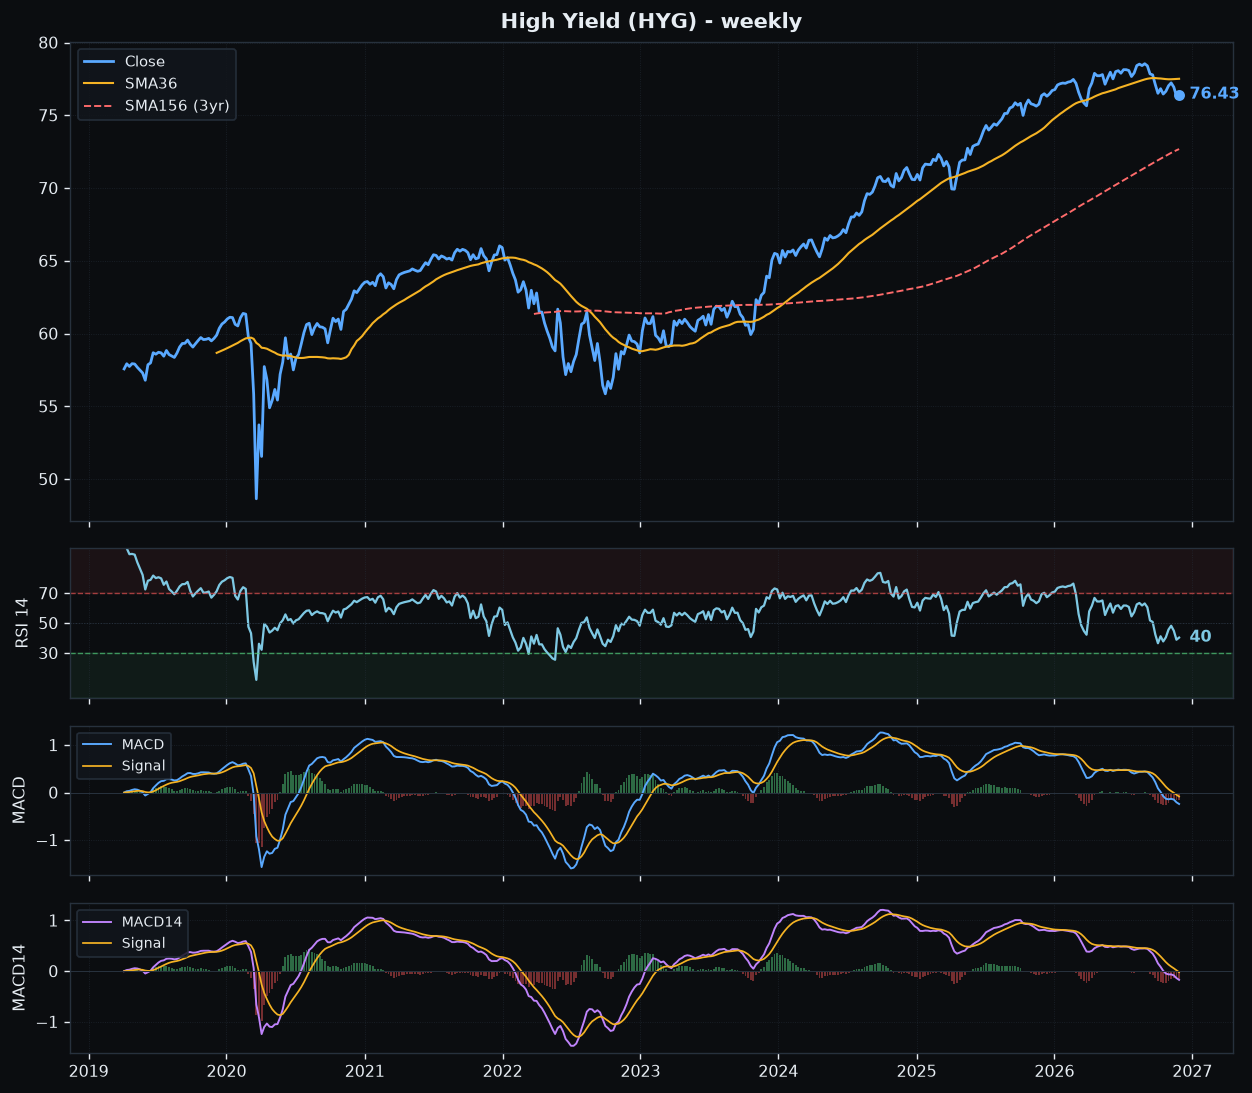 High Yield (HYG) - weekly
80
75
70
65
60
55
50
Close
SMA36
SMA156 (3yr)
76.43
RSI 14
70
50
30
40
MACD
1
0
−1
MACD
Signal
MACD14
1
0
−1
MACD14
Signal
2019 2020 2021 2022 2023 2024 2025 2026 2027